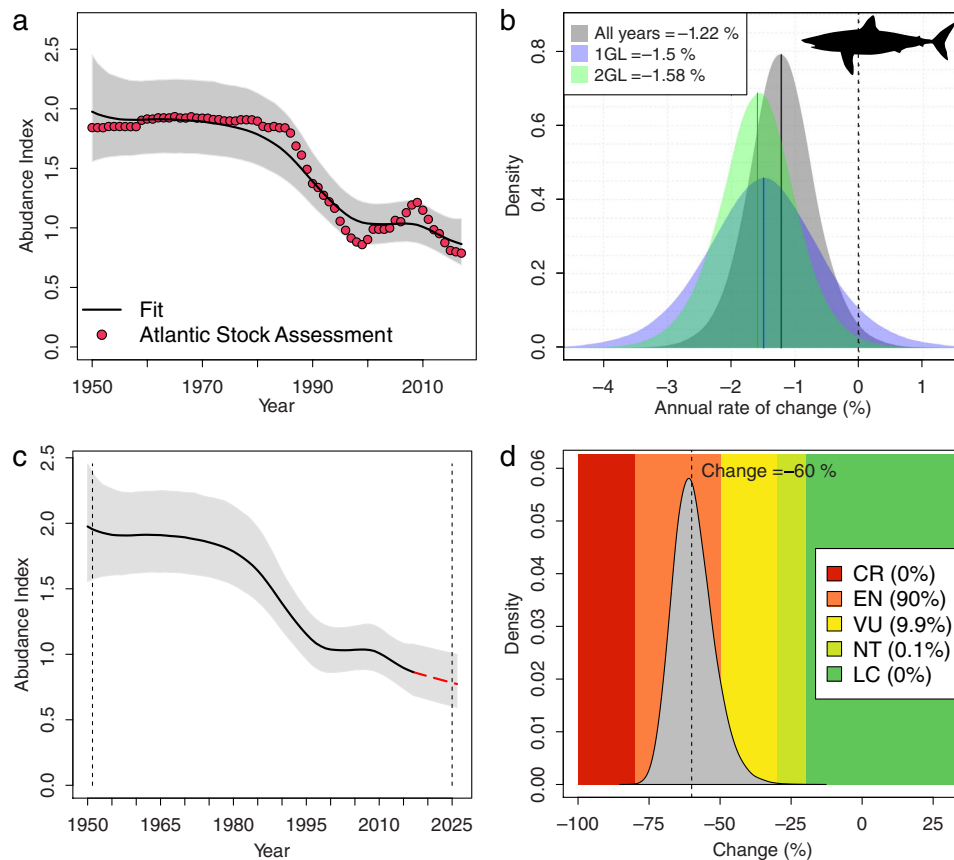 a
2.5
2.0
1.5
1.0
0.5
0.0
Abudance Index
Fit
Atlantic Stock Assessment
1950
1970
1990
2010
Year
b
0.8
0.6
0.4
0.2
0.0
Density
All years =−1.22 %
1GL =−1.5 %
2GL =−1.58 %
−4
−3
−2
−1
0
1
Annual rate of change (%)
c
2.5
2.0
1.5
1.0
0.5
0.0
Abudance Index
1950
1965
1980
1995
2010
2025
Year
d
0.06
0.05
0.04
0.03
0.02
0.01
0.00
Density
Change =−60 %
CR (0%)
EN (90%)
VU (9.9%)
NT (0.1%)
LC (0%)
−100
−75
−50
−25
0
25
Change (%)